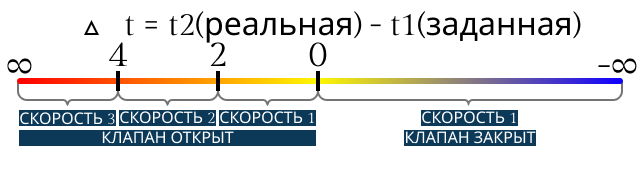 △ t = t2(реальная) - t1(заданная)
∞ 4 2 0 -∞
СКОРОСТЬ 3 СКОРОСТЬ 2 СКОРОСТЬ 1 СКОРОСТЬ 1
КЛАПАН ОТКРЫТ КЛАПАН ЗАКРЫТ